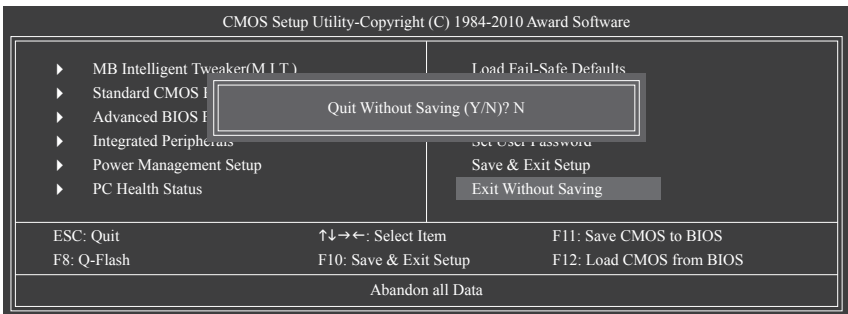 CMOS Setup Utility-Copyright (C) 1984-2010 Award Software
MB Intelligent Tweaker(M.I.T.)
Standard CMOS
Advanced BIOS
Integrated Peripherals
Power Management Setup
PC Health Status
Load Fail-Safe Defaults
Set User Password
Save & Exit Setup
Exit Without Saving
Quit Without Saving (Y/N)? N
ESC: Quit ↑↓→←: Select Item F11: Save CMOS to BIOS
F8: Q-Flash F10: Save & Exit Setup F12: Load CMOS from BIOS
Abandon all Data